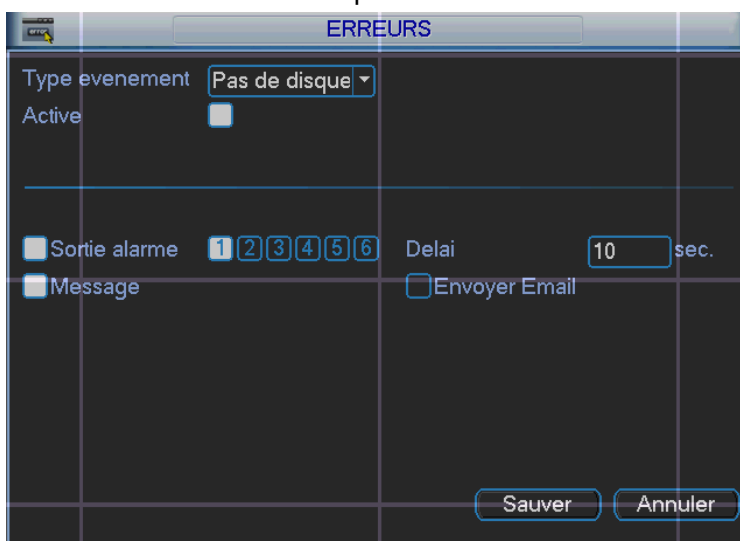 ERREURS
Type evenement Pas de disque
Active
Sortie alarme 1 2 3 4 5 6 Delai 10 sec.
Message Envoyer Email
Sauver Annuler